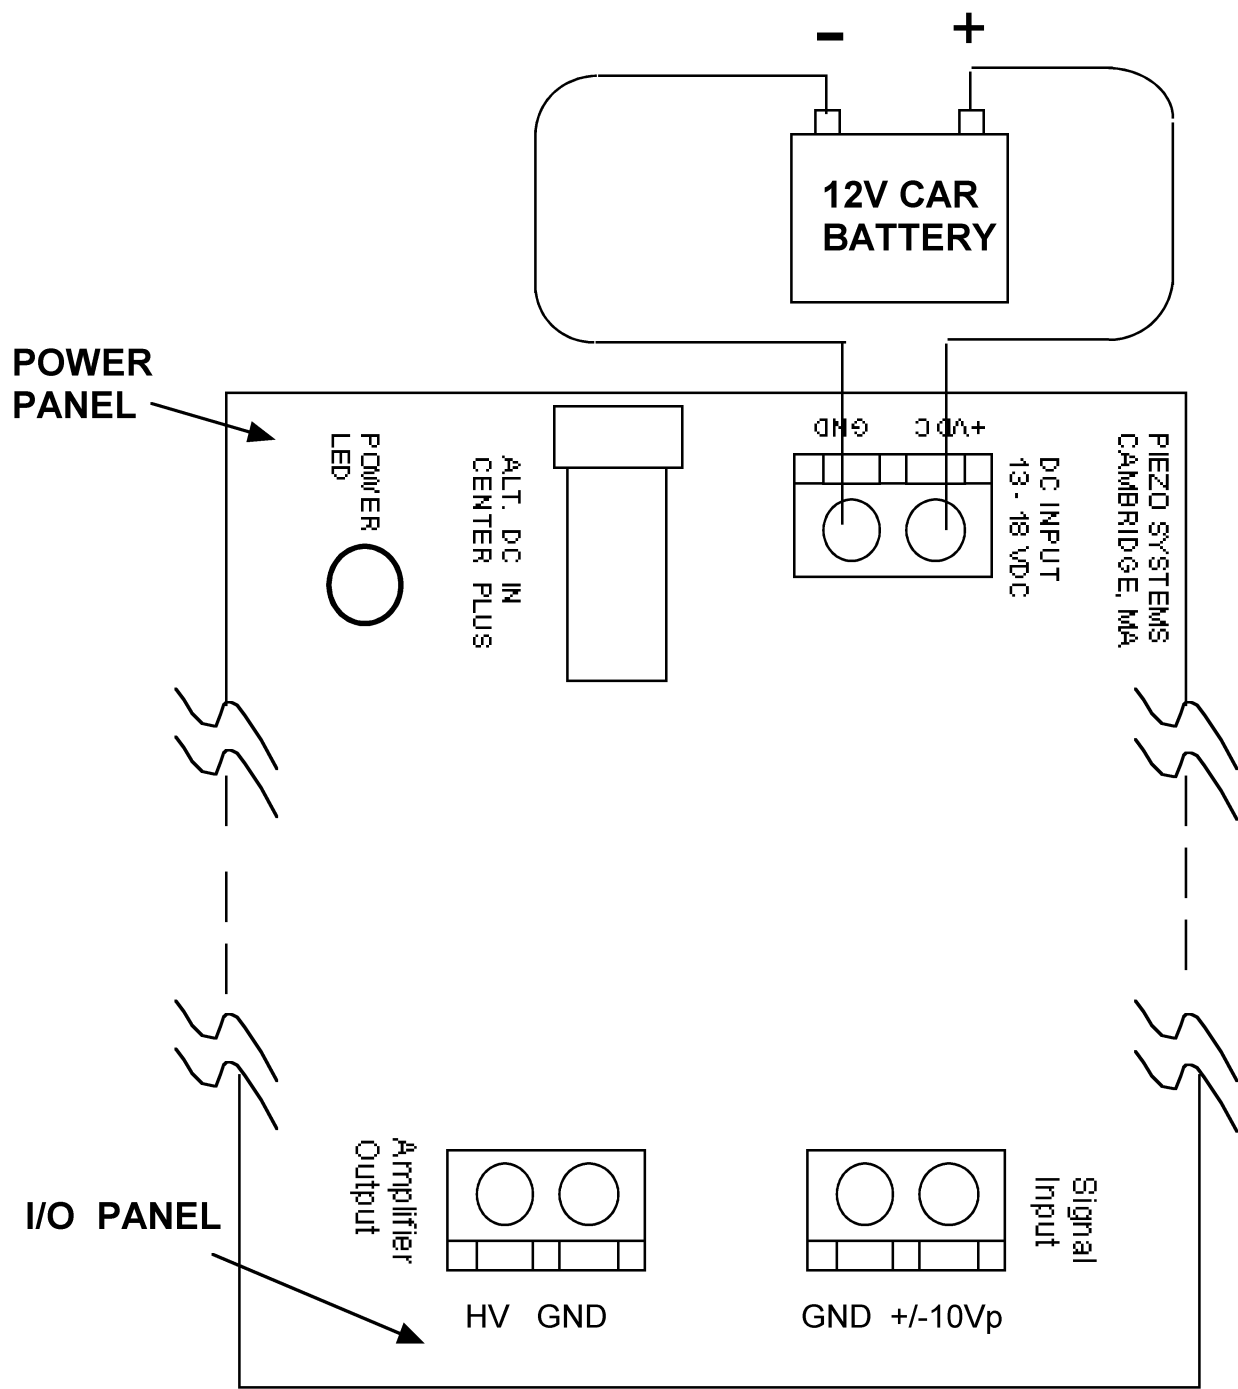 - +
12V CAR
BATTERY
POWER
PANEL
POWER
LED
ALT. DC IN
CENTER PLUS
GND +VDC
DC INPUT
13 - 18 VDC
PIEZO SYSTEMS
CAMBRIDGE, MA
Amplifier
Output
Signal
Input
I/O PANEL
HV GND
GND +/-10Vp